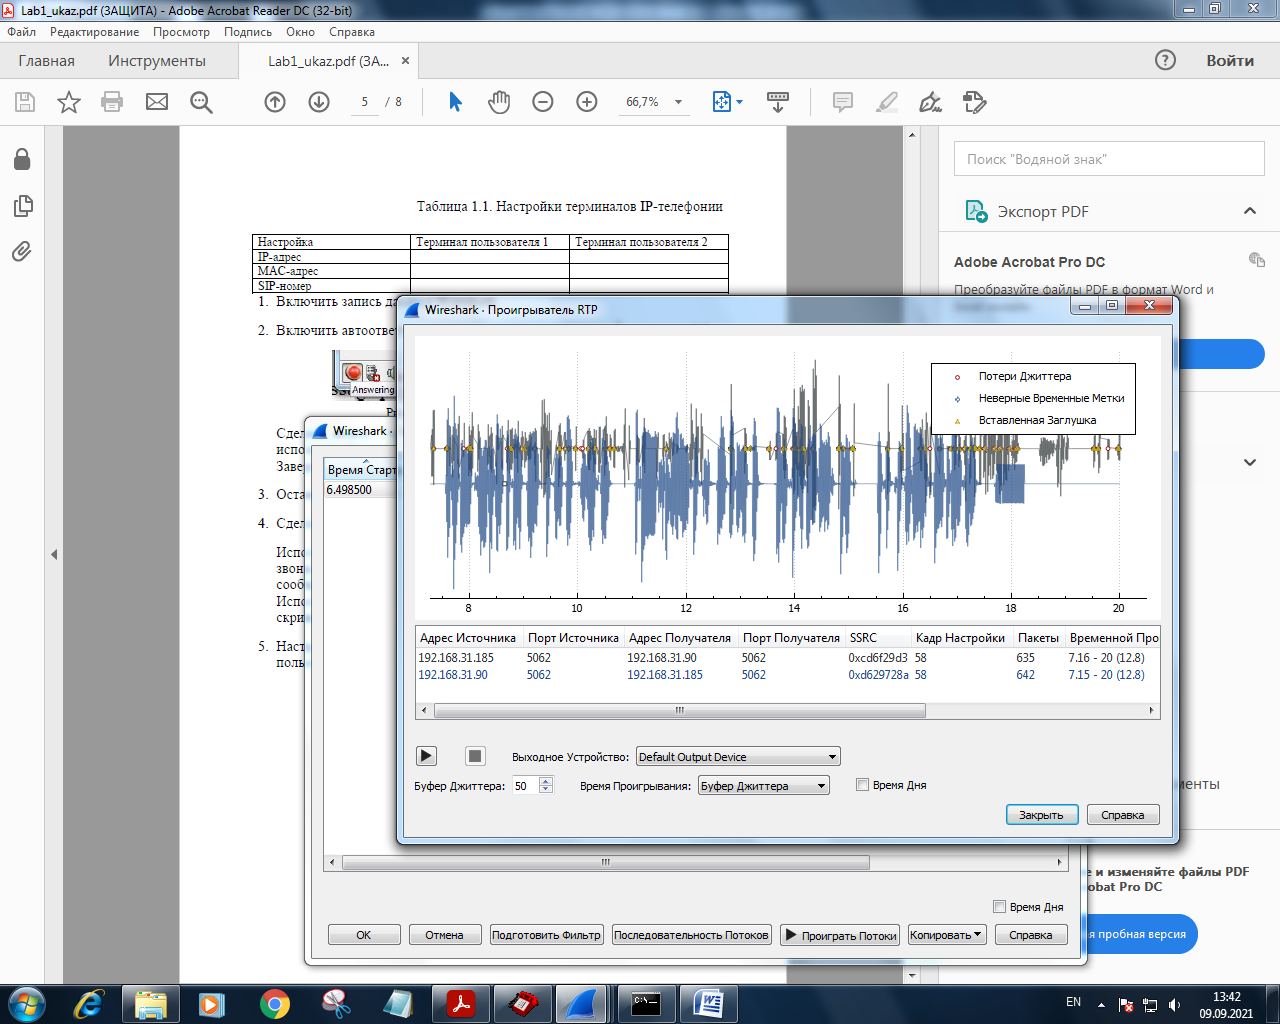 Lab1_ukaz.pdf (ЗАЩИТА) - Adobe Acrobat Reader DC (32-bit)
Файл Редактирование Просмотр Подпись Окно Справка
Главная Инструменты Lab1_ukaz.pdf (ЗА... × Войти
5 / 8 66,7%
Поиск "Водяной знак"
Экспорт PDF
Adobe Acrobat Pro DC
Преобразуйте файлы PDF в формат Word и
Таблица 1.1. Настройки терминалов IP-телефонии
Настройка Терминал пользователя 1 Терминал пользователя 2
IP-адрес
MAC-адрес
SIP-номер
1. Включить запись да
2. Включить автоответ
Answering
Сдел
испо
Завер
3. Оста
4. Сдел
Испо
звон
сооб
Испо
скри
5. Наст
поль
Wireshark ·
Время Старт
6.498500
Wireshark · Проигрыватель RTP
Потери Джиттера
Неверные Временные Метки
Вставленная Заглушка
8 10 12 14 16 18 20
Адрес Источника Порт Источника Адрес Получателя Порт Получателя SSRC Кадр Настройки Пакеты Временной Про
192.168.31.185 5062 192.168.31.90 5062 0xcd6f29d3 58 635 7.16 - 20 (12.8)
192.168.31.90 5062 192.168.31.185 5062 0xd629728a 58 642 7.15 - 20 (12.8)
Выходное Устройство: Default Output Device
Буфер Джиттера: 50 Время Проигрывания: Буфер Джиттера Время Дня
Закрыть Справка
менты
е и изменяйте файлы PDF
obat Pro DC
я пробная версия
Время Дня
OK Отмена Подготовить Фильтр Последовательность Потоков Проиграть Потоки Копировать Справка
EN 13:42
09.09.2021